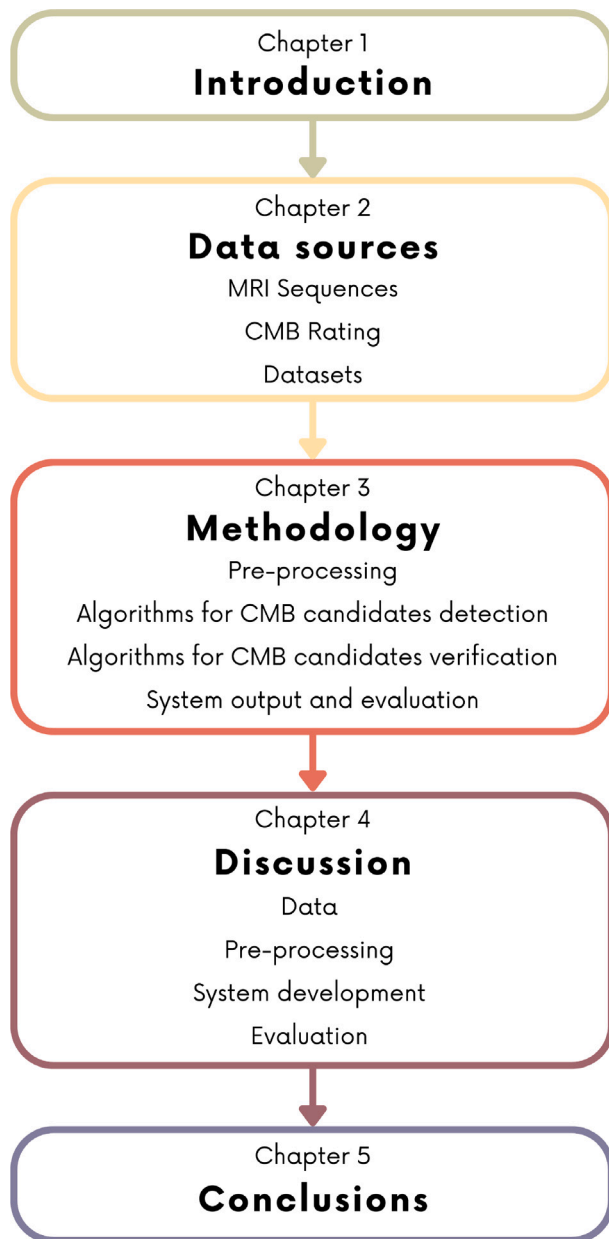 Chapter 1
Introduction
Chapter 2
Data sources
MRI Sequences
CMB Rating
Datasets
Chapter 3
Methodology
Pre-processing
Algorithms for CMB candidates detection
Algorithms for CMB candidates verification
System output and evaluation
Chapter 4
Discussion
Data
Pre-processing
System development
Evaluation
Chapter 5
Conclusions